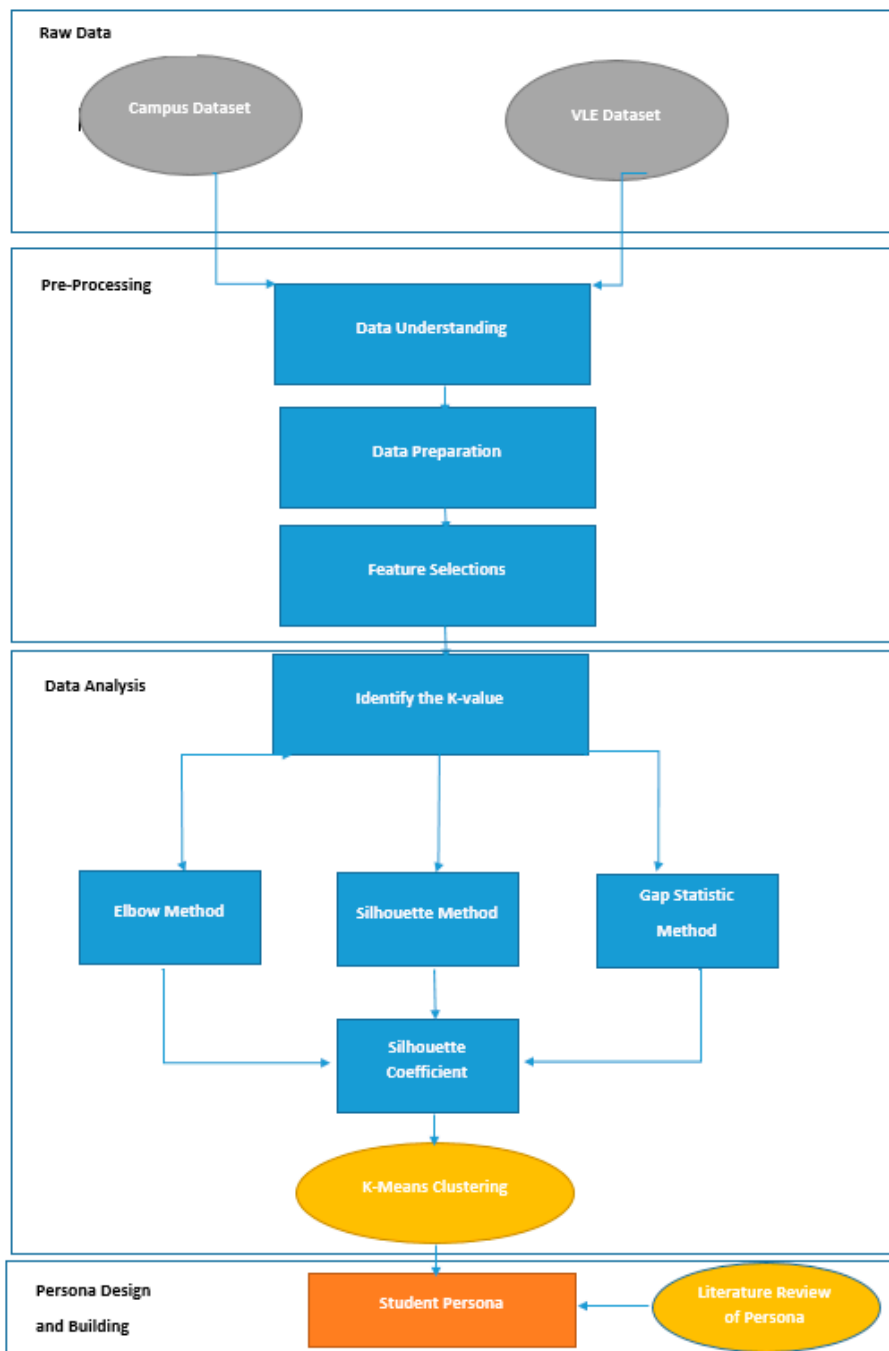 Raw Data
Campus Dataset
VLE Dataset
Pre-Processing
Data Understanding
Data Preparation
Feature Selections
Data Analysis
Identify the K-value
Elbow Method
Silhouette Method
Gap Statistic
Method
Silhouette
Coefficient
K-Means Clustering
Persona Design
and Building
Student Persona
Literature Review
of Persona